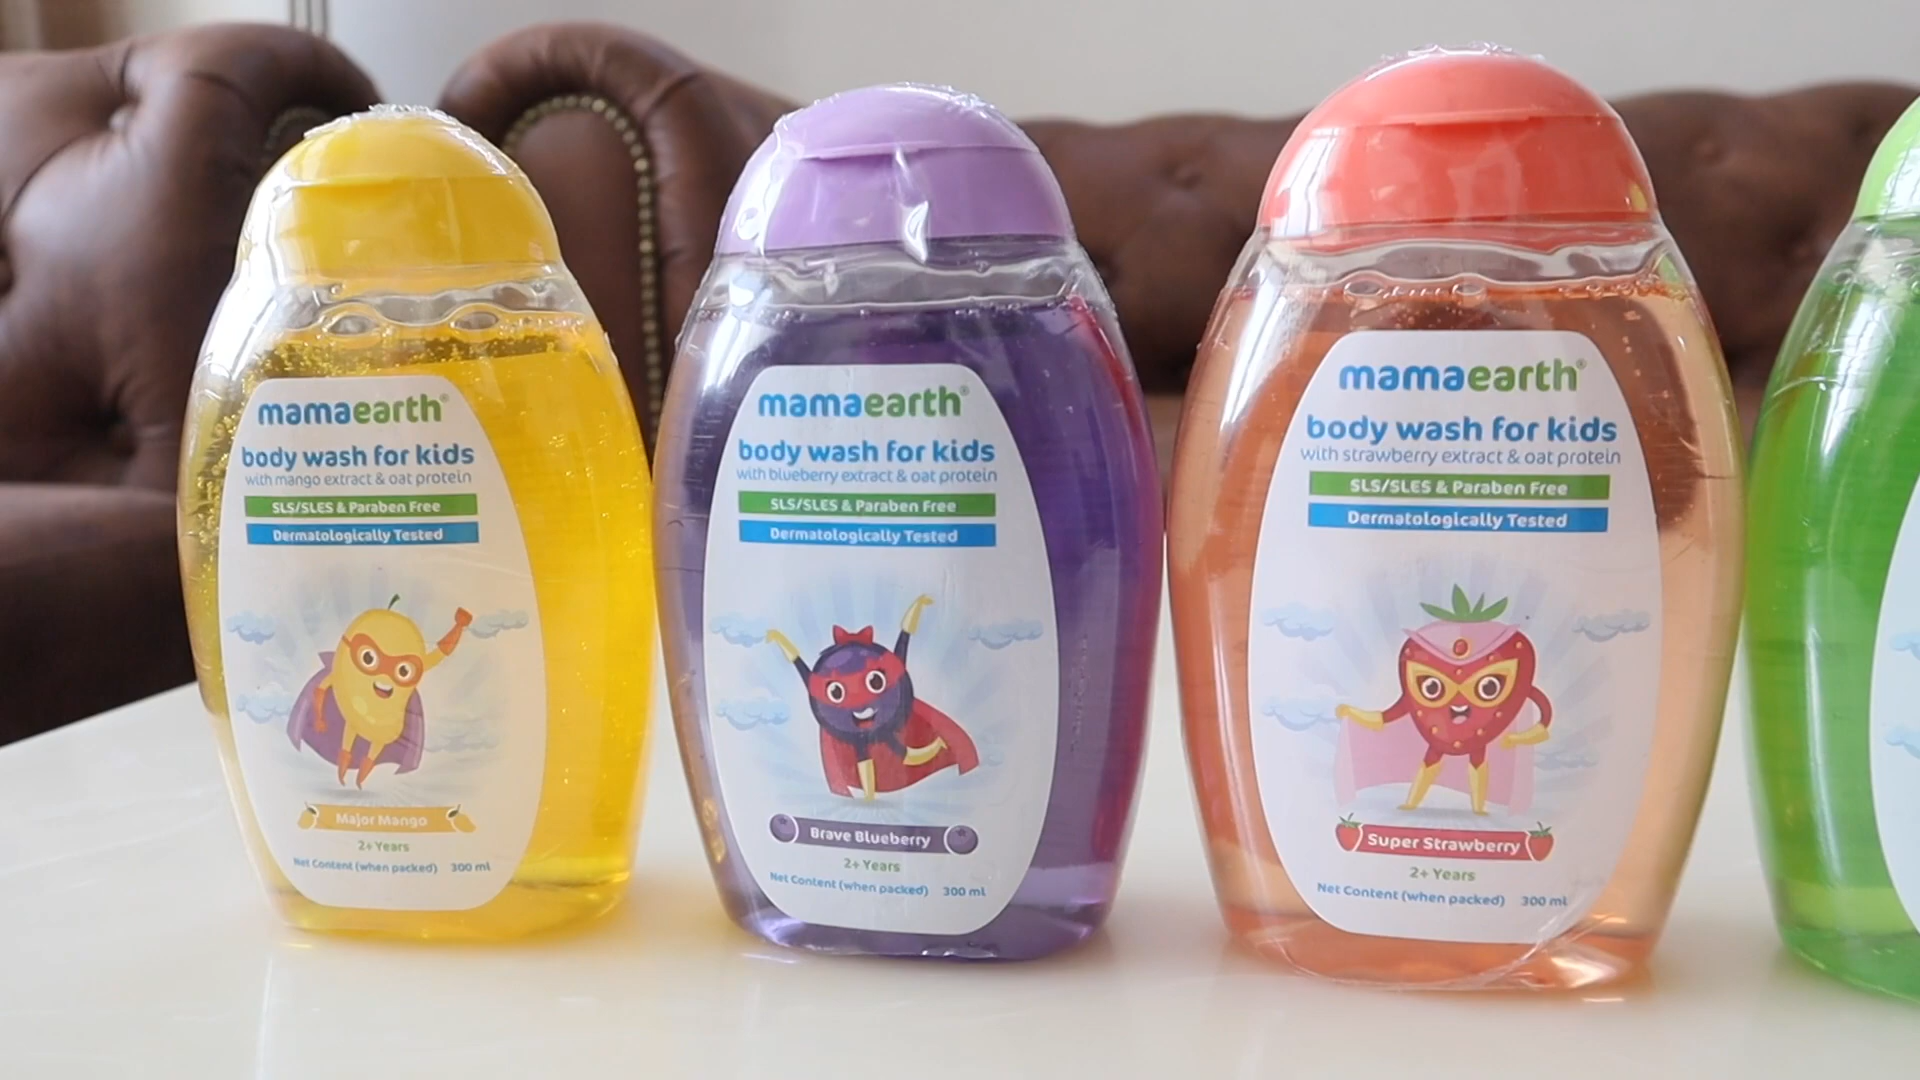 mamaearth®
body wash for kids
with mango extract & oat protein
SLS/SLES & Paraben Free
Dermatologically Tested
Major Mango
2+ Years
Net Content (when packed) 300 ml
mamaearth®
body wash for kids
with blueberry extract & oat protein
SLS/SLES & Paraben Free
Dermatologically Tested
Brave Blueberry
2+ Years
Net Content (when packed) 300 ml
mamaearth®
body wash for kids
with strawberry extract & oat protein
SLS/SLES & Paraben Free
Dermatologically Tested
Super Strawberry
2+ Years
Net Content (when packed) 300 ml